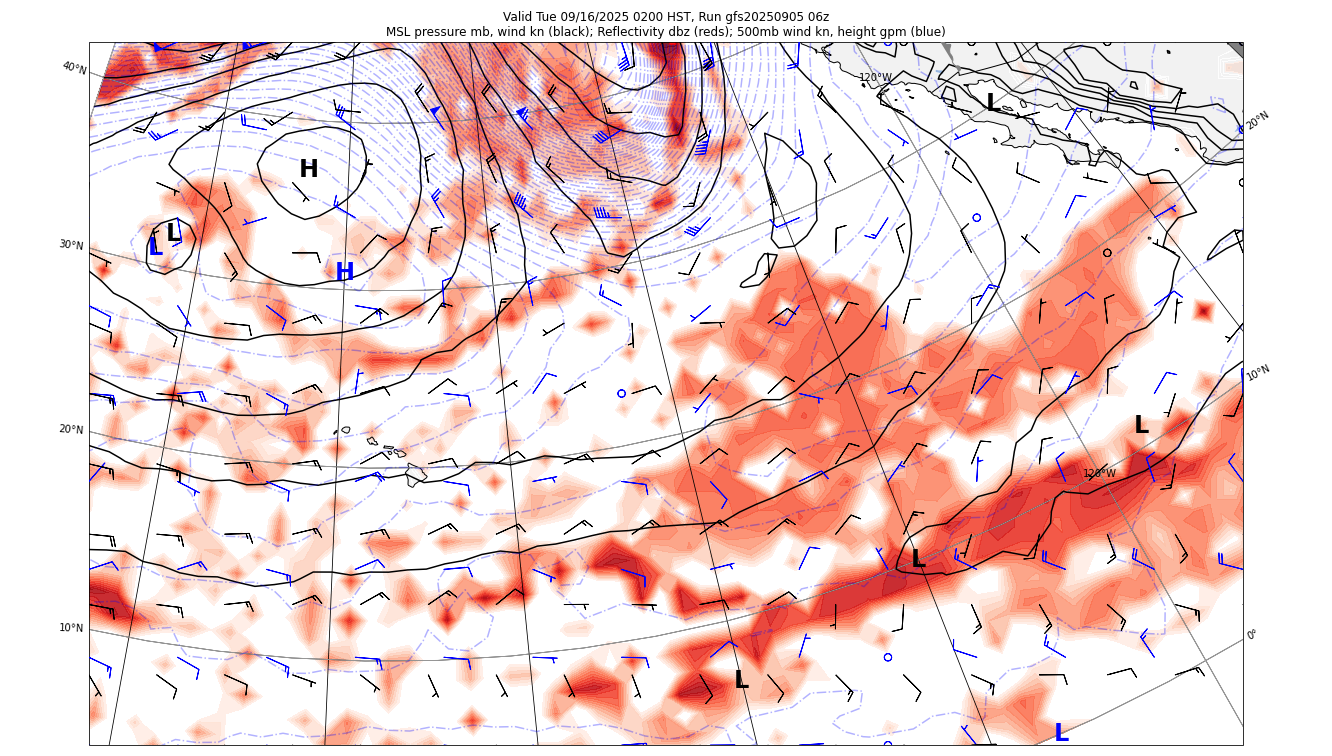 Valid Tue 09/16/2025 0200 HST, Run gfs20250905 06z
MSL pressure mb, wind kn (black); Reflectivity dbz (reds); 500mb wind kn, height gpm (blue)
40°N
120°W
L
20°N
H
30°N
L
L
H
10°N
20°N
L
120°W
L
10°N
0°
L
L